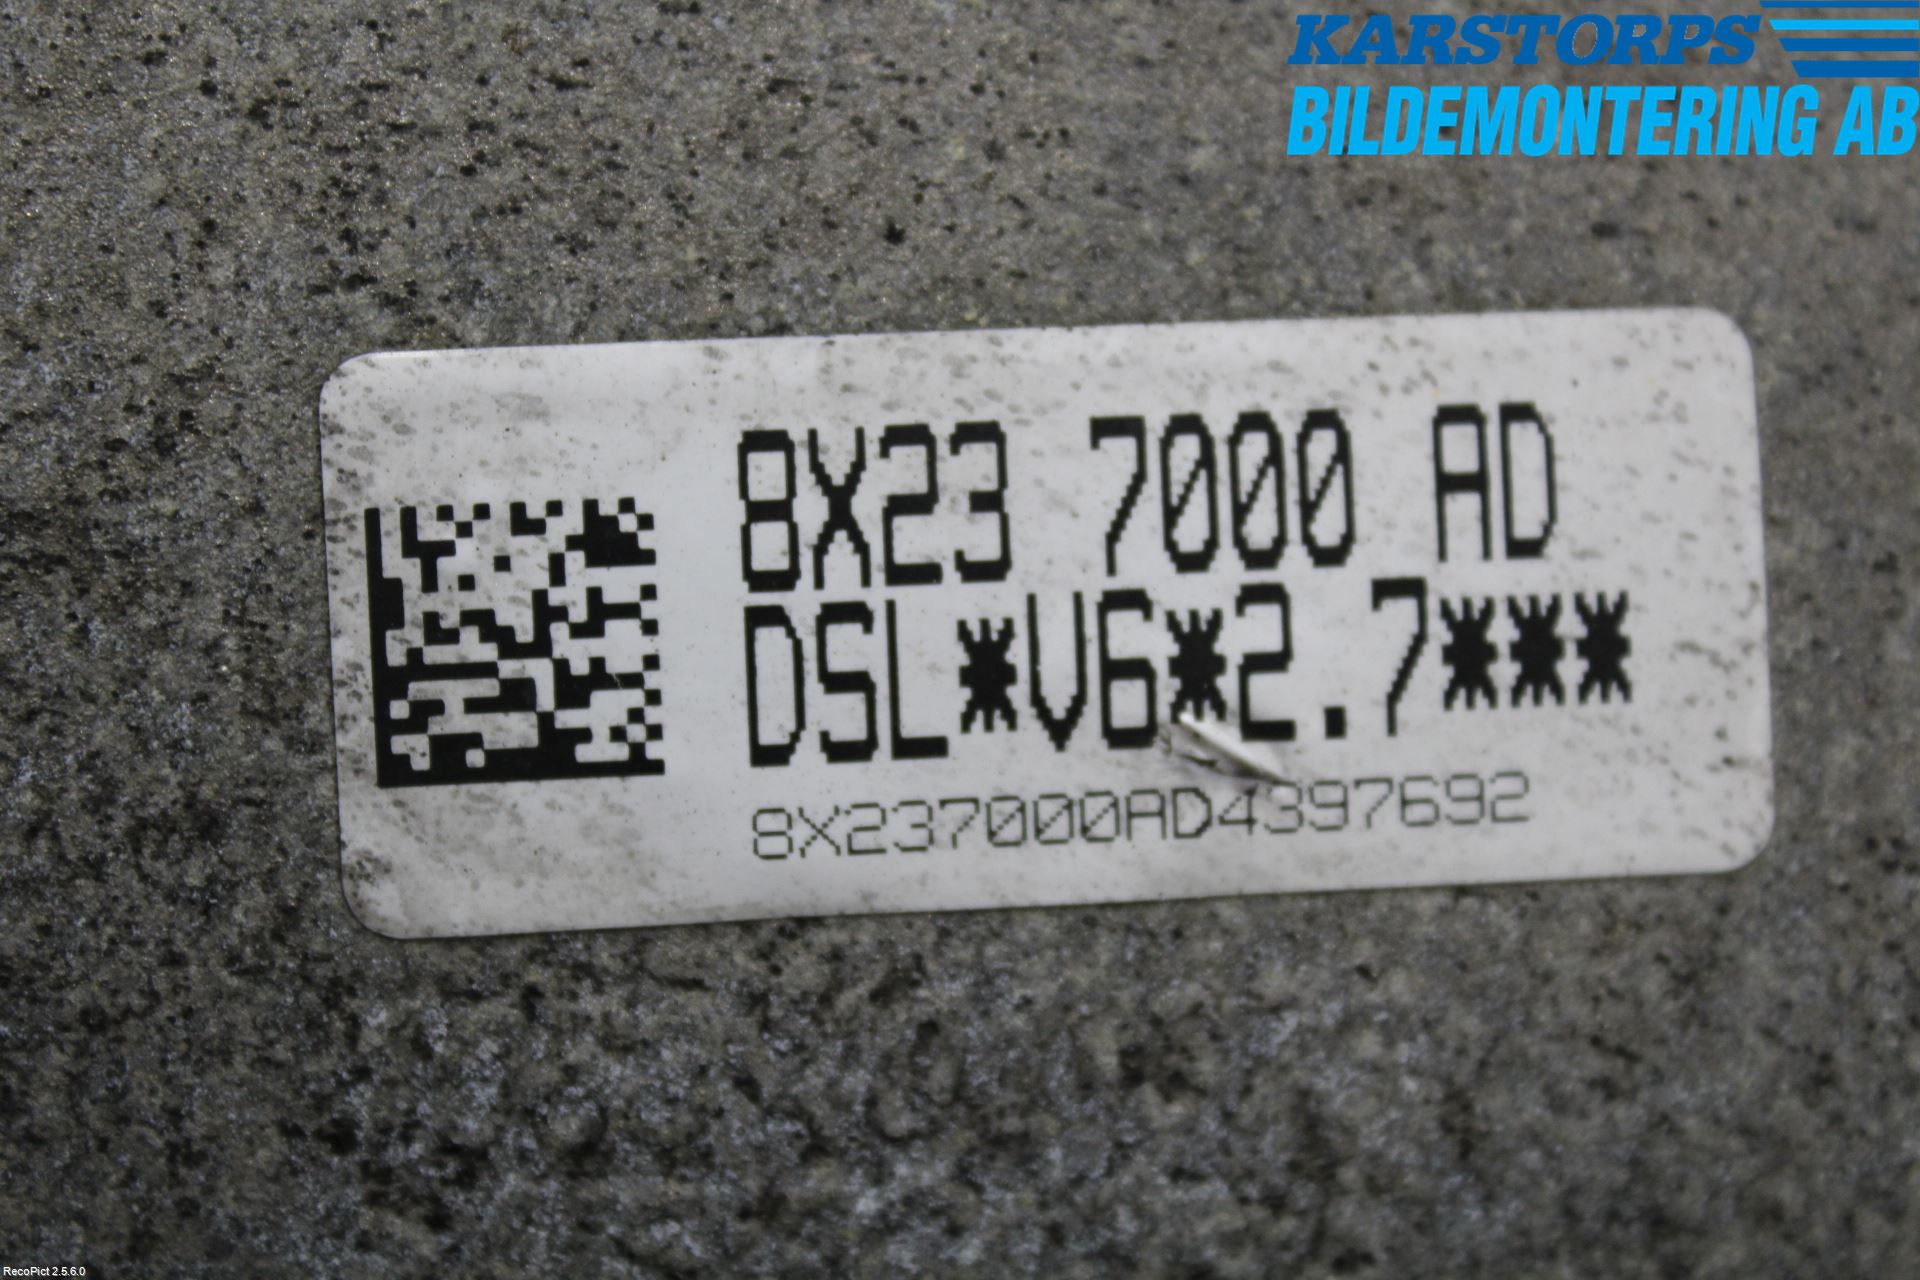 KARSTORPS
BILDEMONTERING AB
8X23 7000 AD
DSL*V6*2.7***
8X237000AD4397692
RecoPict 2.5.6.0